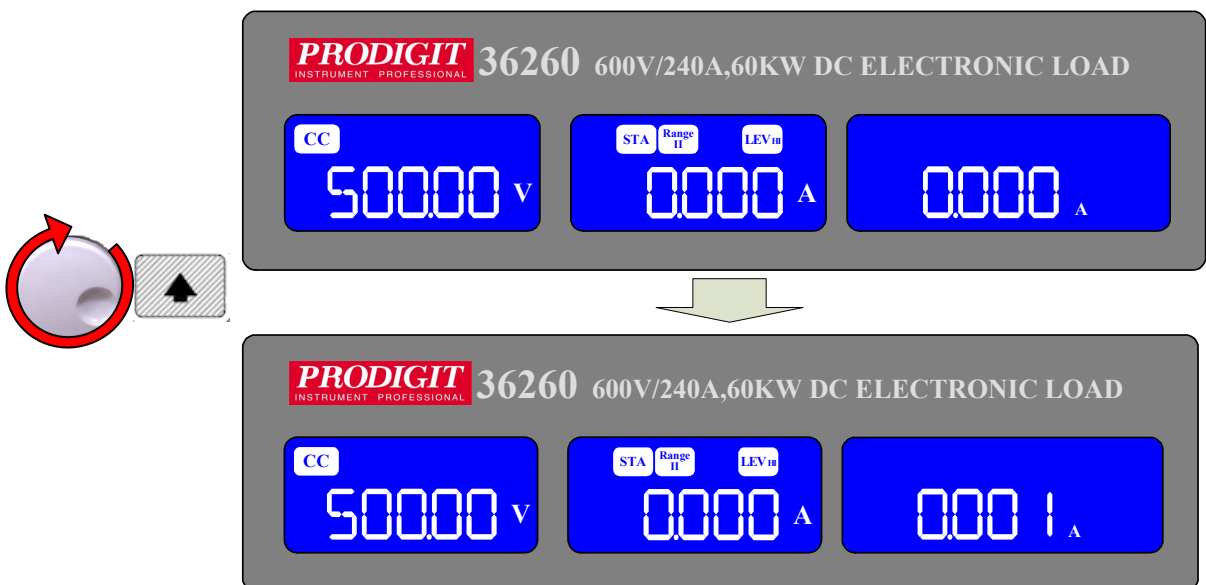 PRODIGIT
INSTRUMENT PROFESSIONAL
36260 600V/240A,60KW DC ELECTRONIC LOAD
CC
STA Range II LEV HI
500.00 V
0.000 A
0.000 A
PRODIGIT
INSTRUMENT PROFESSIONAL
36260 600V/240A,60KW DC ELECTRONIC LOAD
CC
STA Range II LEV HI
500.00 V
0.000 A
0.001 A